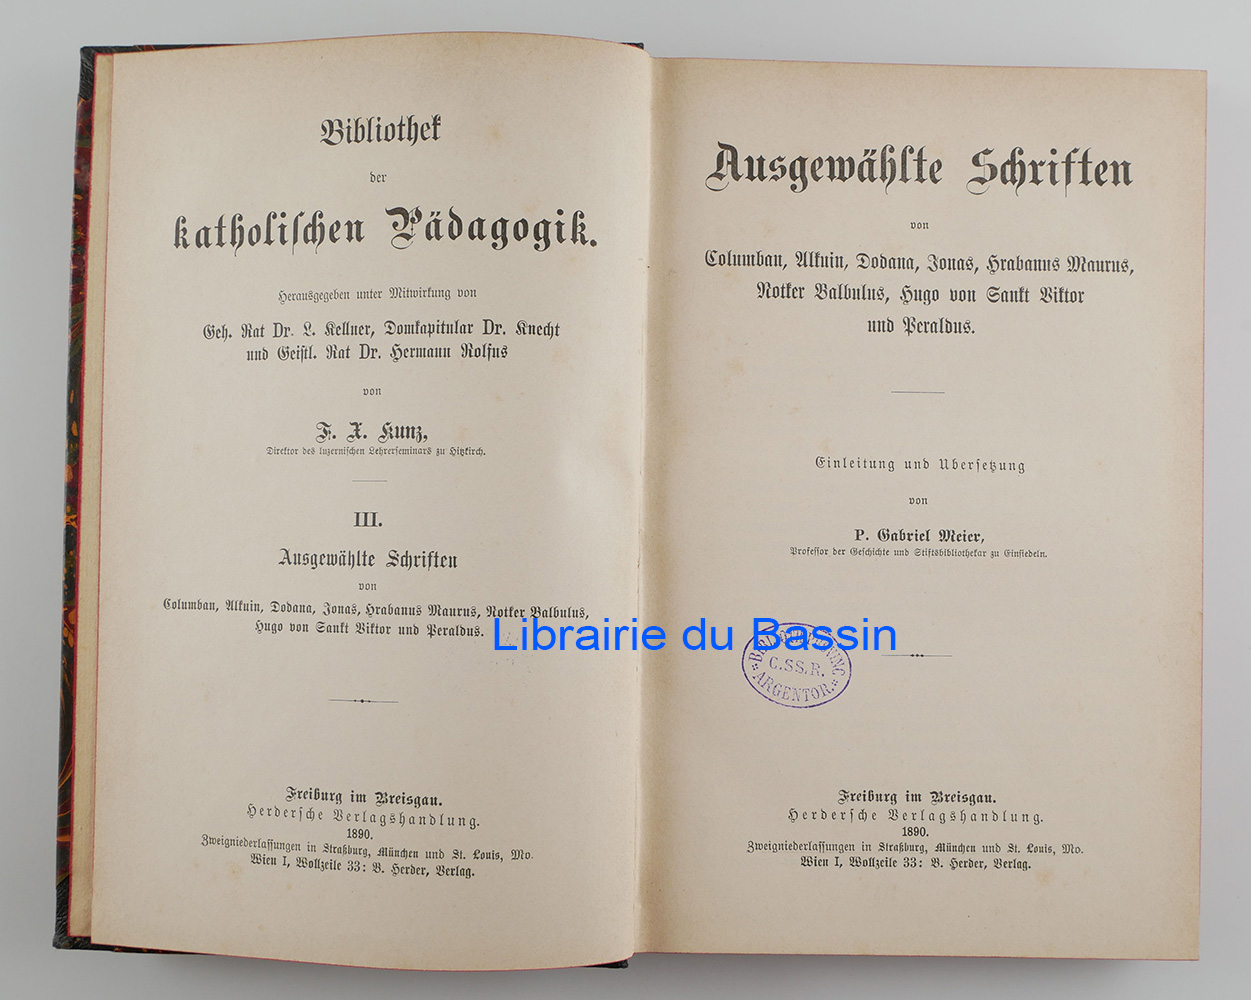 Bibliothek
der
katholischen Pädagogik.
Herausgegeben unter Mitwirkung von
Geh. Rat Dr. L. Kellner, Domkapitular Dr. Knecht
und Geistl. Rat Dr. Hermann Rolfus
von
F. X. Kunz,
Direktor des luzernischen Lehrerseminars zu Hitzkirch.
III.
Ausgewählte Schriften
von
Columban, Alkuin, Dodana, Jonas, Hrabanus Maurus, Notker Balbulus,
Hugo von Sankt Viktor und Peraldus.
Freiburg im Breisgau.
Herdersche Verlagshandlung.
1890.
Zweigniederlassungen in Straßburg, München und St. Louis, Mo.
Wien I, Wollzeile 33: B. Herder, Verlag.
Ausgewählte Schriften
von
Columban, Alkuin, Dodana, Jonas, Hrabanus Maurus,
Notker Balbulus, Hugo von Sankt Viktor
und Peraldus.
Einleitung und Übersetzung
von
P. Gabriel Meier,
Professor der Geschichte und Stiftsbibliothekar zu Einsiedeln.
Librairie du Bassin
C.SS.R.
ARGENTOR.
Freiburg im Breisgau.
Herdersche Verlagshandlung.
1890.
Zweigniederlassungen in Straßburg, München und St. Louis, Mo.
Wien I, Wollzeile 33: B. Herder, Verlag.